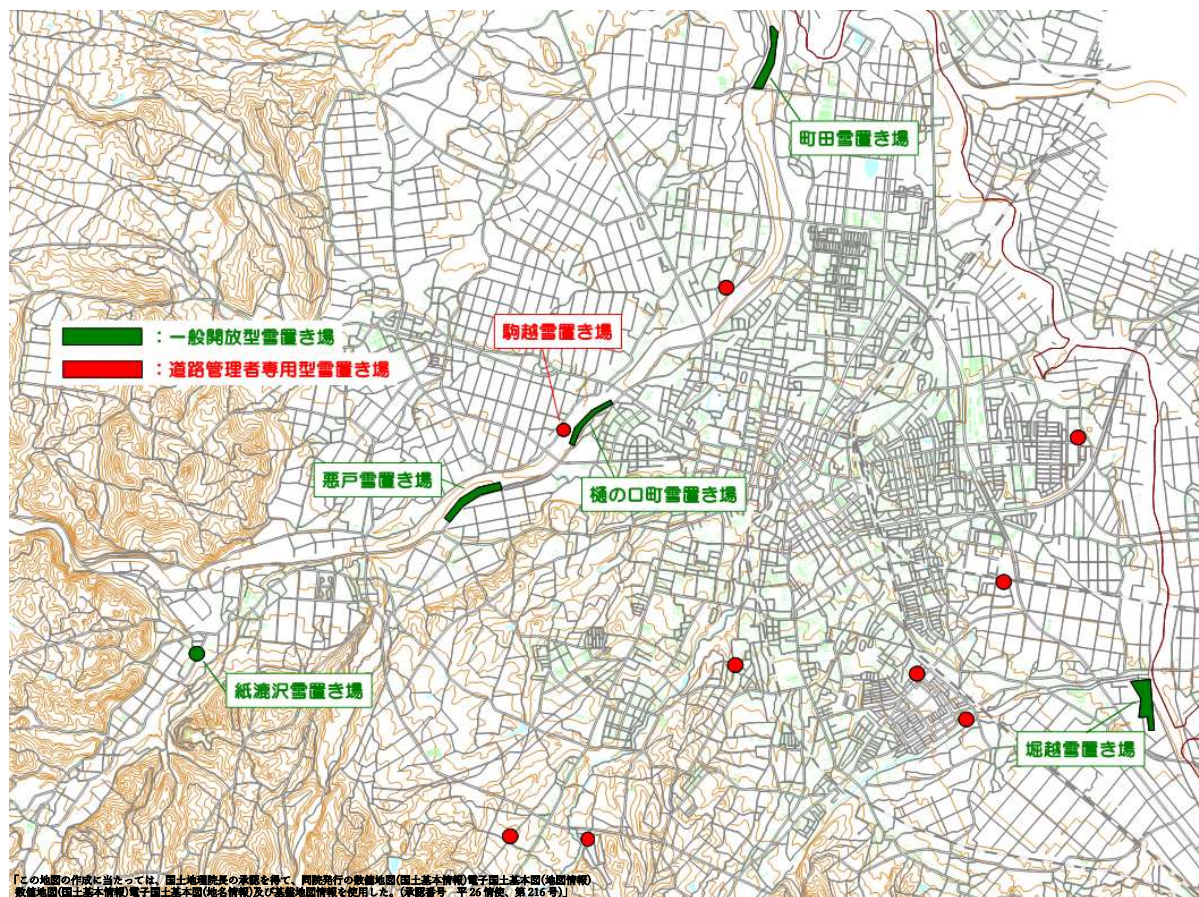 町田雪置き場
駒越雪置き場
：一般開放型雪置き場
：道路管理者専用型雪置き場
悪戸雪置き場
樋の口町雪置き場
紙漉沢雪置き場
堀越雪置き場
「この地図の作成に当たっては、国土地理院長の承認を得て、同院発行の数値地図(国土基本情報)電子国土基本図(地図情報)
数値地図(国土基本情報)電子国土基本図(地名情報)及び基盤地図情報を使用した。(承認番号　平26情使、第216号)」